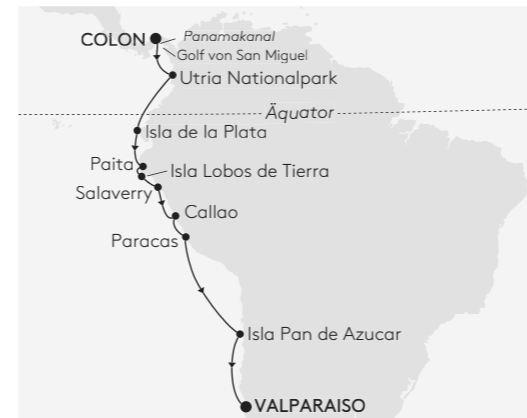 COLON
Panamakanal
Golf von San Miguel
Utria Nationalpark
Äquator
Isla de la Plata
Paita
Isla Lobos de Tierra
Salaverry
Callao
Paracas
Isla Pan de Azucar
VALPARAISO